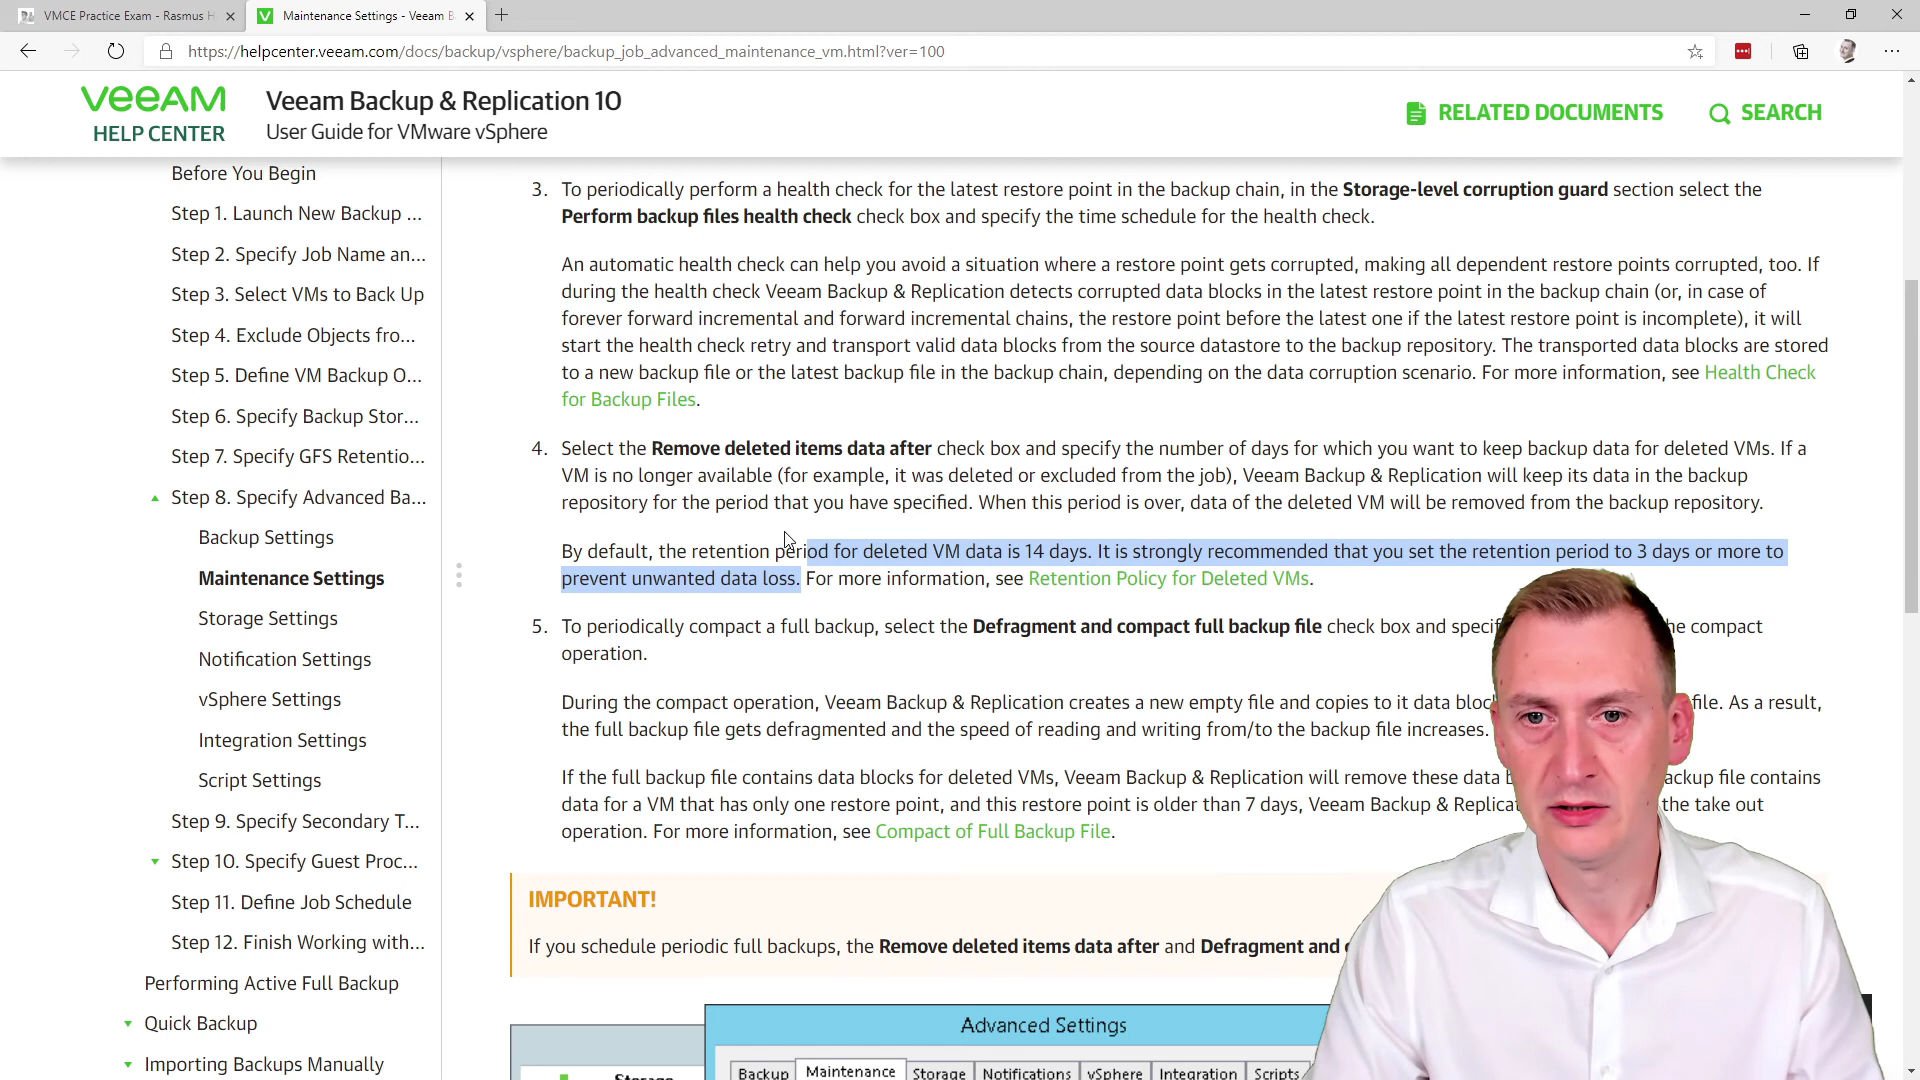 VMCE Practice Exam - Rasmus H
Maintenance Settings - Veeam B
https://helpcenter.veeam.com/docs/backup/vsphere/backup_job_advanced_maintenance_vm.html?ver=100
veeAM
HELP CENTER
Veeam Backup & Replication 10
User Guide for VMware vSphere
RELATED DOCUMENTS
SEARCH
Before You Begin
Step 1. Launch New Backup ...
Step 2. Specify Job Name an...
Step 3. Select VMs to Back Up
Step 4. Exclude Objects fro...
Step 5. Define VM Backup O...
Step 6. Specify Backup Stor...
Step 7. Specify GFS Retentio...
Step 8. Specify Advanced Ba...
Backup Settings
Maintenance Settings
Storage Settings
Notification Settings
vSphere Settings
Integration Settings
Script Settings
Step 9. Specify Secondary T...
Step 10. Specify Guest Proc...
Step 11. Define Job Schedule
Step 12. Finish Working with...
Performing Active Full Backup
Quick Backup
Importing Backups Manually
3. To periodically perform a health check for the latest restore point in the backup chain, in the Storage-level corruption guard section select the
Perform backup files health check check box and specify the time schedule for the health check.
An automatic health check can help you avoid a situation where a restore point gets corrupted, making all dependent restore points corrupted, too. If
during the health check Veeam Backup & Replication detects corrupted data blocks in the latest restore point in the backup chain (or, in case of
forever forward incremental and forward incremental chains, the restore point before the latest one if the latest restore point is incomplete), it will
start the health check retry and transport valid data blocks from the source datastore to the backup repository. The transported data blocks are stored
to a new backup file or the latest backup file in the backup chain, depending on the data corruption scenario. For more information, see Health Check
for Backup Files.
4. Select the Remove deleted items data after check box and specify the number of days for which you want to keep backup data for deleted VMs. If a
VM is no longer available (for example, it was deleted or excluded from the job), Veeam Backup & Replication will keep its data in the backup
repository for the period that you have specified. When this period is over, data of the deleted VM will be removed from the backup repository.
By default, the retention period for deleted VM data is 14 days. It is strongly recommended that you set the retention period to 3 days or more to
prevent unwanted data loss. For more information, see Retention Policy for Deleted VMs.
5. To periodically compact a full backup, select the Defragment and compact full backup file check box and specif he compact
operation.
During the compact operation, Veeam Backup & Replication creates a new empty file and copies to it data bloc file. As a result,
the full backup file gets defragmented and the speed of reading and writing from/to the backup file increases.
If the full backup file contains data blocks for deleted VMs, Veeam Backup & Replication will remove these data b ackup file contains
data for a VM that has only one restore point, and this restore point is older than 7 days, Veeam Backup & Replicat the take out
operation. For more information, see Compact of Full Backup File.
IMPORTANT!
If you schedule periodic full backups, the Remove deleted items data after and Defragment and
Advanced Settings
Storage
Backup Maintenance Storage Notifications vSphere Integration Scripts